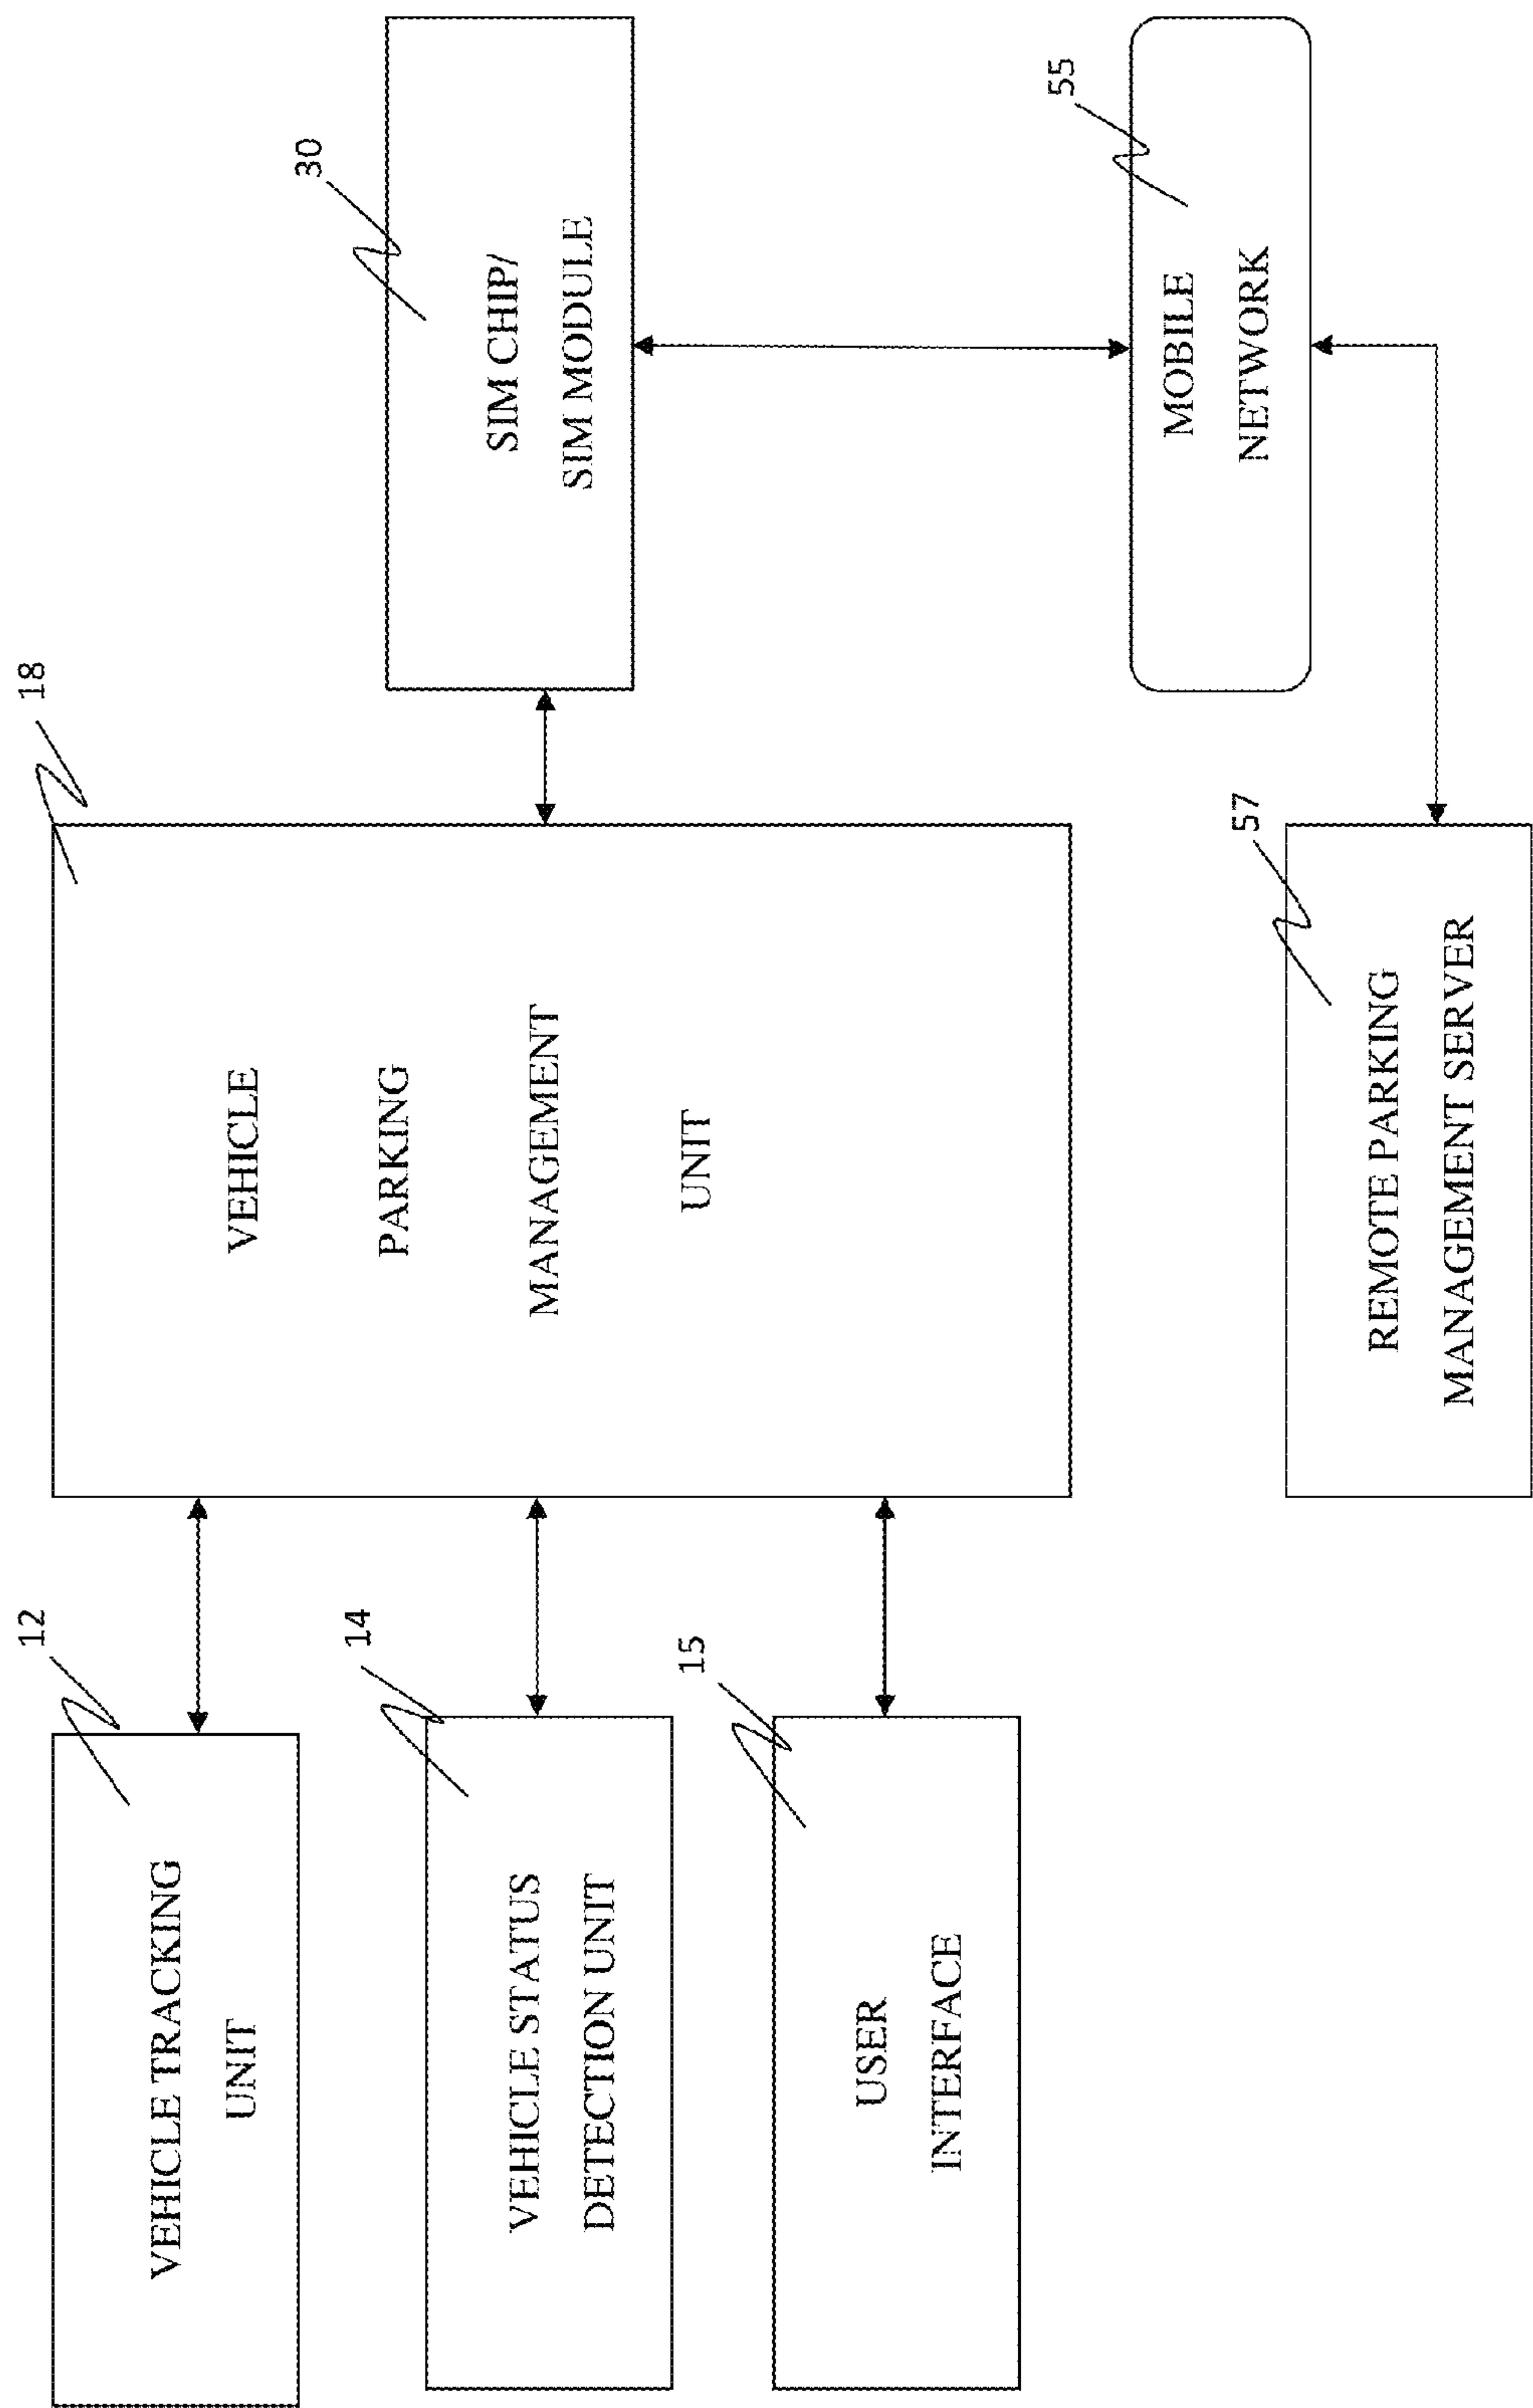 12
VEHICLE TRACKING
UNIT
14
VEHICLE STATUS
DETECTION UNIT
15
USER
INTERFACE
18
VEHICLE
PARKING
MANAGEMENT
UNIT
30
SIM CHIP/
SIM MODULE
55
MOBILE
NETWORK
57
REMOTE PARKING
MANAGEMENT SERVER